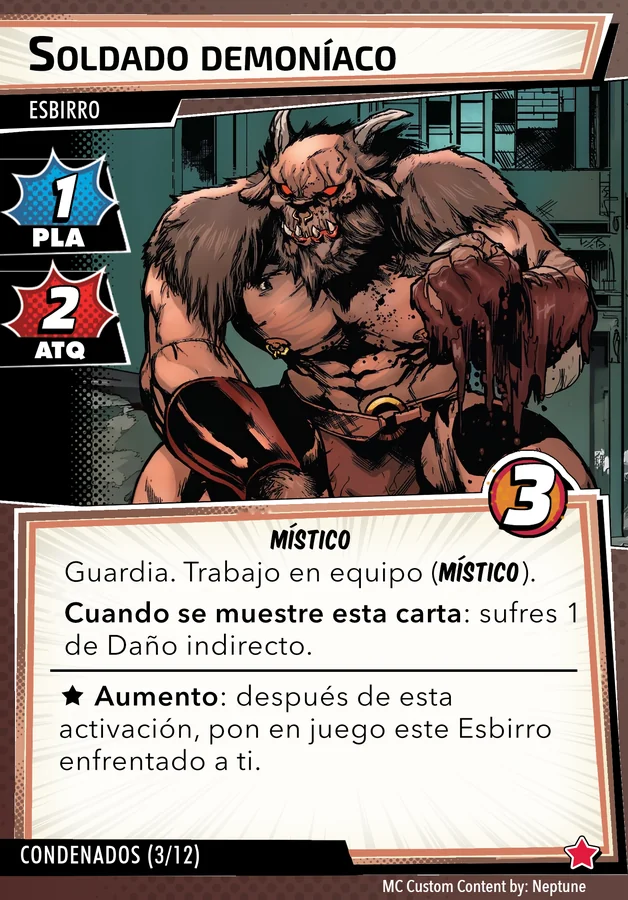 SOLDADO DEMONÍACO
ESBIRRO
1
PLA
2
ATQ
3
MÍSTICO
Guardia. Trabajo en equipo (MÍSTICO).
Cuando se muestre esta carta: sufres 1
de Daño indirecto.
★ Aumento: después de esta
activación, pon en juego este Esbirro
enfrentado a ti.
CONDENADOS (3/12)
MC Custom Content by: Neptune